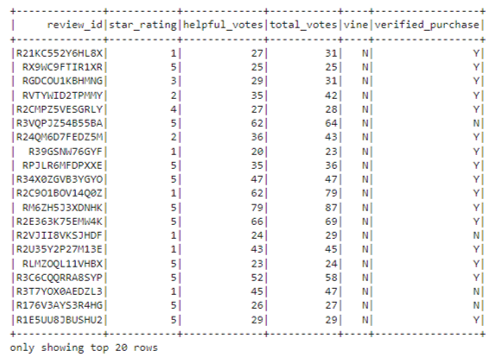 +--------------+-----------+-------------+-----------+----+-----------------+
|     review_id|star_rating|helpful_votes|total_votes|vine|verified_purchase|
+--------------+-----------+-------------+-----------+----+-----------------+
|R21KC552Y6HL8X|          1|           27|         31|   N|                Y|
| RX9WC9FTIR1XR|          5|           25|         25|   N|                Y|
| RGDCOU1KBHMNG|          3|           29|         31|   N|                Y|
| RVTYWID2TPMMY|          2|           35|         42|   N|                Y|
|R2CMPZ5VESGRLY|          4|           27|         28|   N|                Y|
|R3VQPJZ54B55BA|          5|           62|         64|   N|                N|
|R24QM6D7FEDZ5M|          2|           36|         43|   N|                Y|
| R39GSNW76GYF|          1|           20|         23|   N|                Y|
| RPJLR6MFDPXXE|          5|           35|         36|   N|                Y|
|R34X0ZGVB3YGYO|          5|           47|         47|   N|                Y|
|R2C9O1BOV14Q0Z|          1|           62|         79|   N|                Y|
| RM6ZH5J3XDNHK|          5|           79|         87|   N|                Y|
|R2E363K75EMW4K|          5|           66|         69|   N|                Y|
|R2VJII8VKSJHDF|          1|           24|         29|   N|                N|
|R2U35Y2P27M13E|          1|           43|         45|   N|                Y|
| RLMZOQL11VHBX|          5|           23|         24|   N|                Y|
|R3C6CQQRRA8SYP|          5|           52|         58|   N|                Y|
|R3T7YOX0AEDZL3|          1|           45|         47|   N|                N|
|R176V3AYS3R4HG|          5|           26|         27|   N|                N|
|R1E5UU8JBUSHU2|          5|           29|         29|   N|                Y|
+--------------+-----------+-------------+-----------+----+-----------------+
only showing top 20 rows